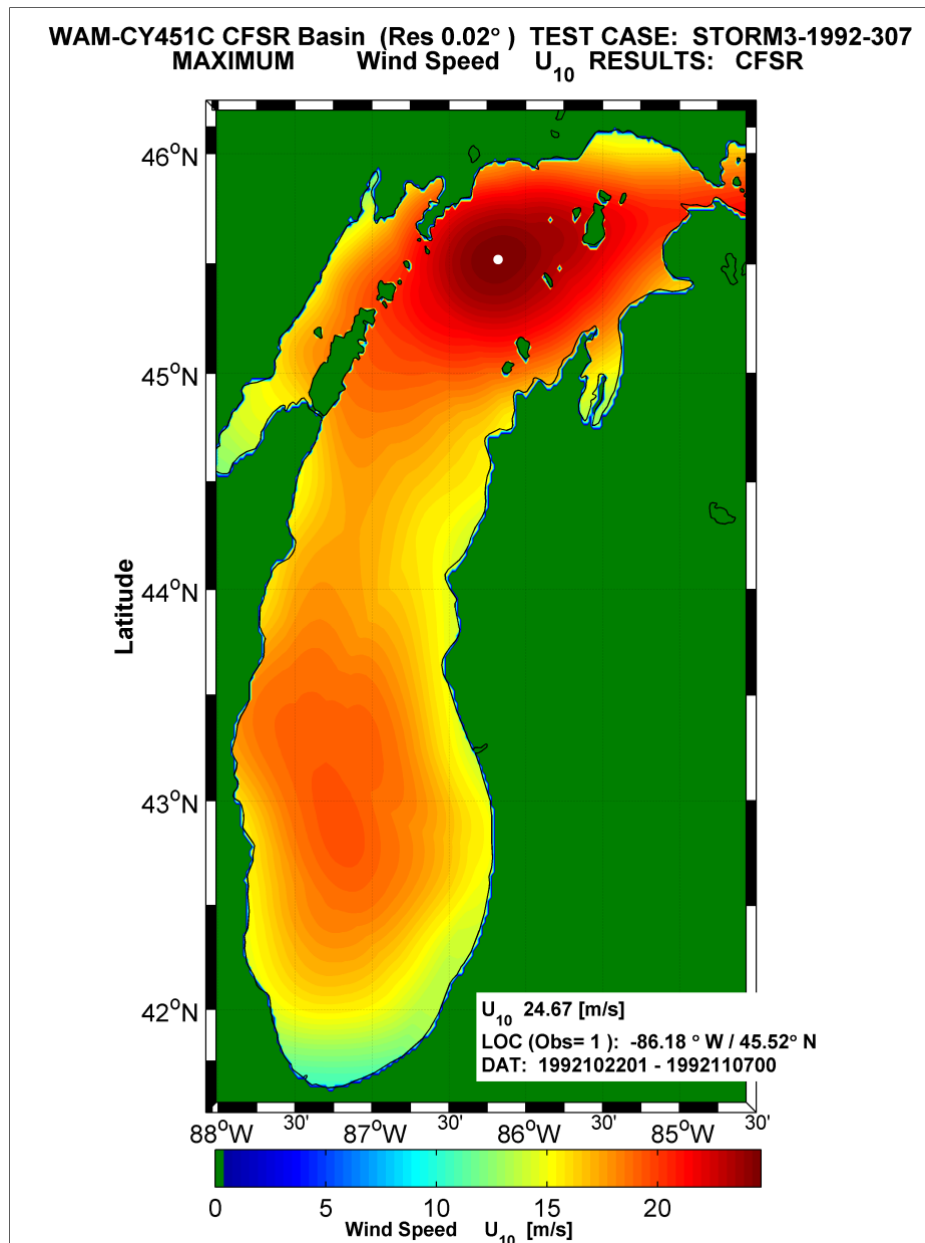 WAM-CY451C CFSR Basin (Res 0.02° ) TEST CASE: STORM3-1992-307
MAXIMUM Wind Speed U10 RESULTS: CFSR
46°N
45°N
44°N
43°N
42°N
Latitude
U10 24.67 [m/s]
LOC (Obs= 1 ): -86.18 ° W / 45.52° N
DAT: 1992102201 - 1992110700
88°W 30' 87°W 30' 86°W 30' 85°W 30'
0 5 10 15 20
Wind Speed U10 [m/s]